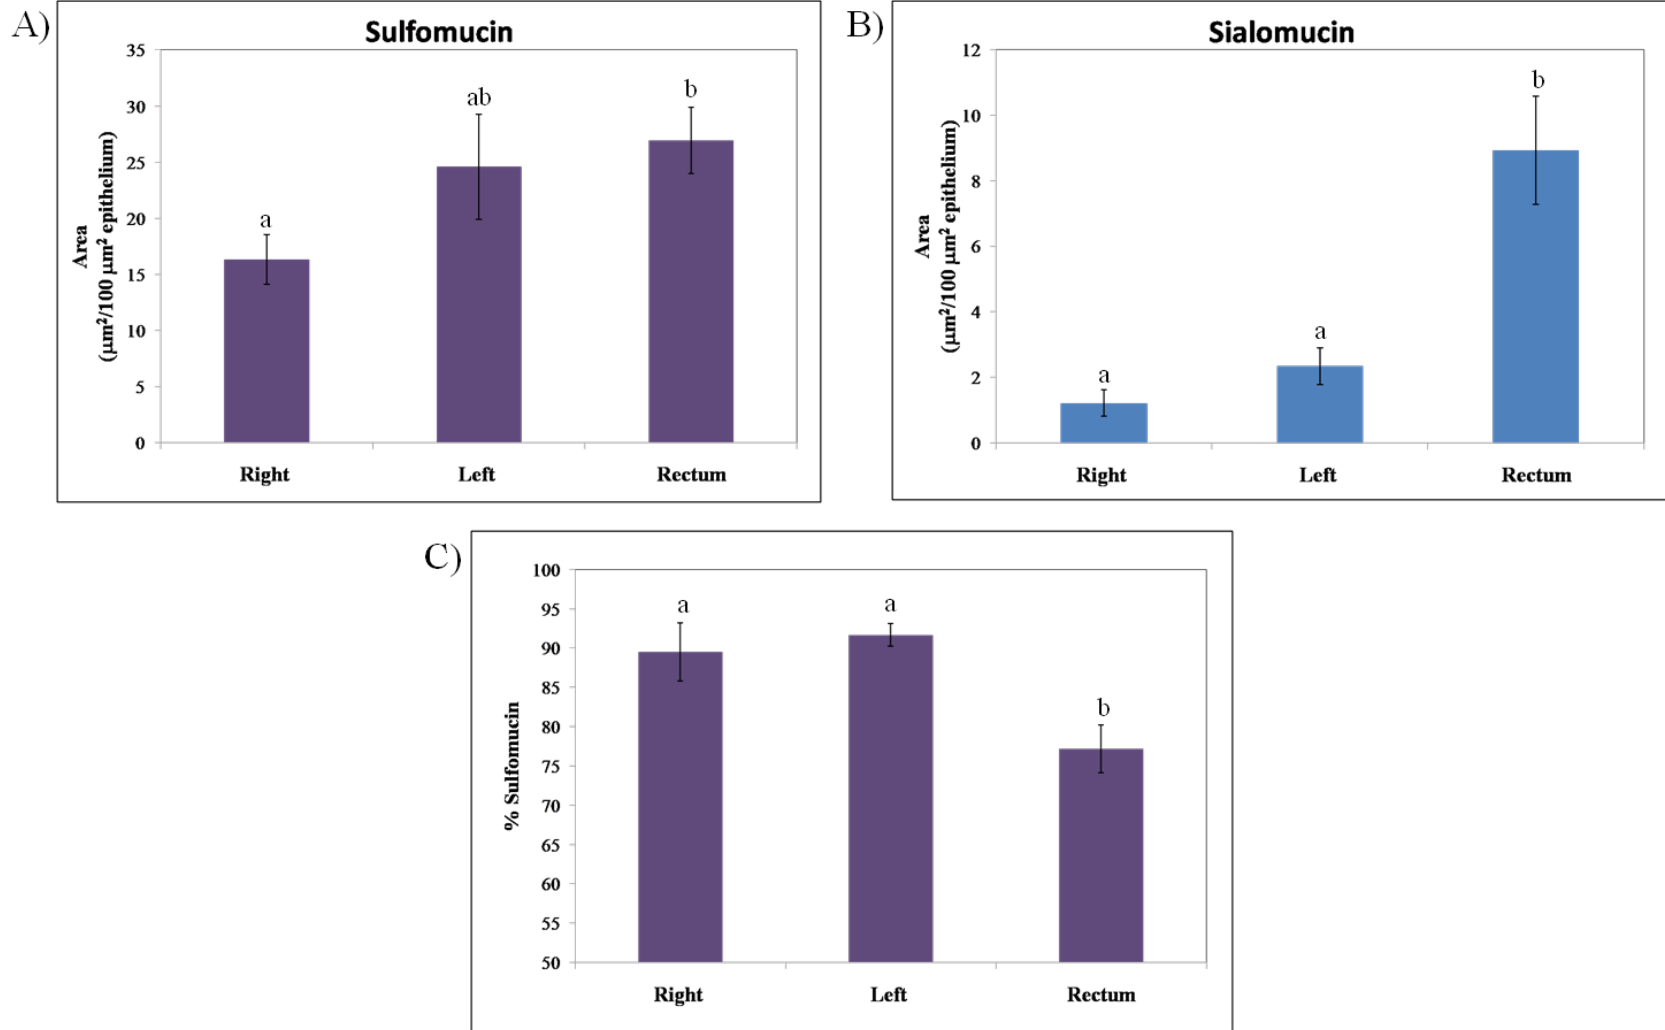 A)
Sulfomucin
35
30
25
20
15
10
5
0
Area
(µm²/100 µm² epithelium)
a
ab
b
Right Left Rectum
B)
Sialomucin
12
10
8
6
4
2
0
Area
(µm²/100 µm² epithelium)
a
a
b
Right Left Rectum
C)
100
95
90
85
80
75
70
65
60
55
50
% Sulfomucin
a
a
b
Right Left Rectum